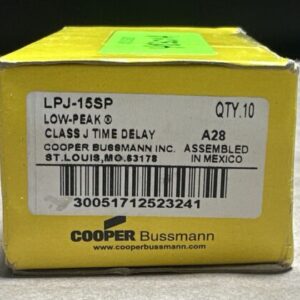 LPJ-15SP QTY.10
LOW-PEAK ®
CLASS J TIME DELAY A28
COOPER BUSSMANN INC. ASSEMBLED
ST.LOUIS,MO.63178 IN MEXICO
30051712523241
COOPER Bussmann
www.cooperbussmann.com